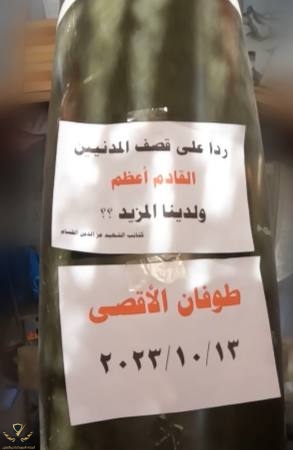 ردا على قصف المدنيين
القادم أعظم
ولدينا المزيد ؟؟
كتائب الشهيد عز الدين القسام
طوفان الأقصى
٢٠٢٣/١٠/١٣